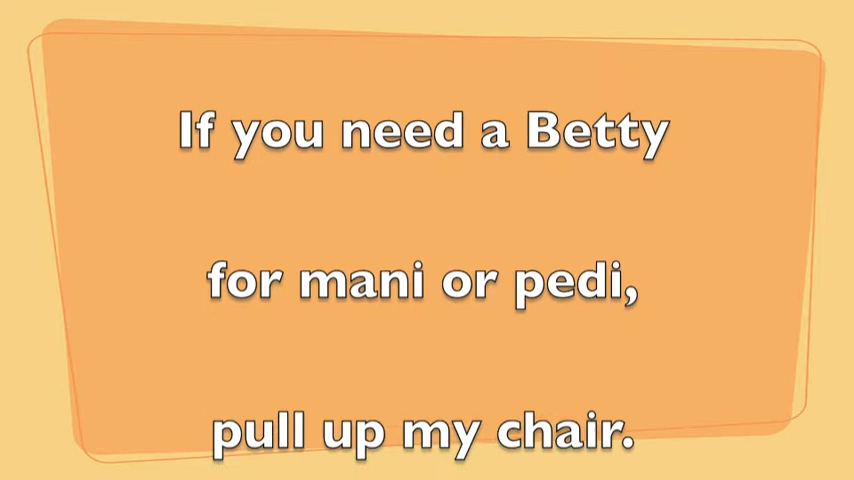 If you need a Betty
for mani or pedi,
pull up my chair.